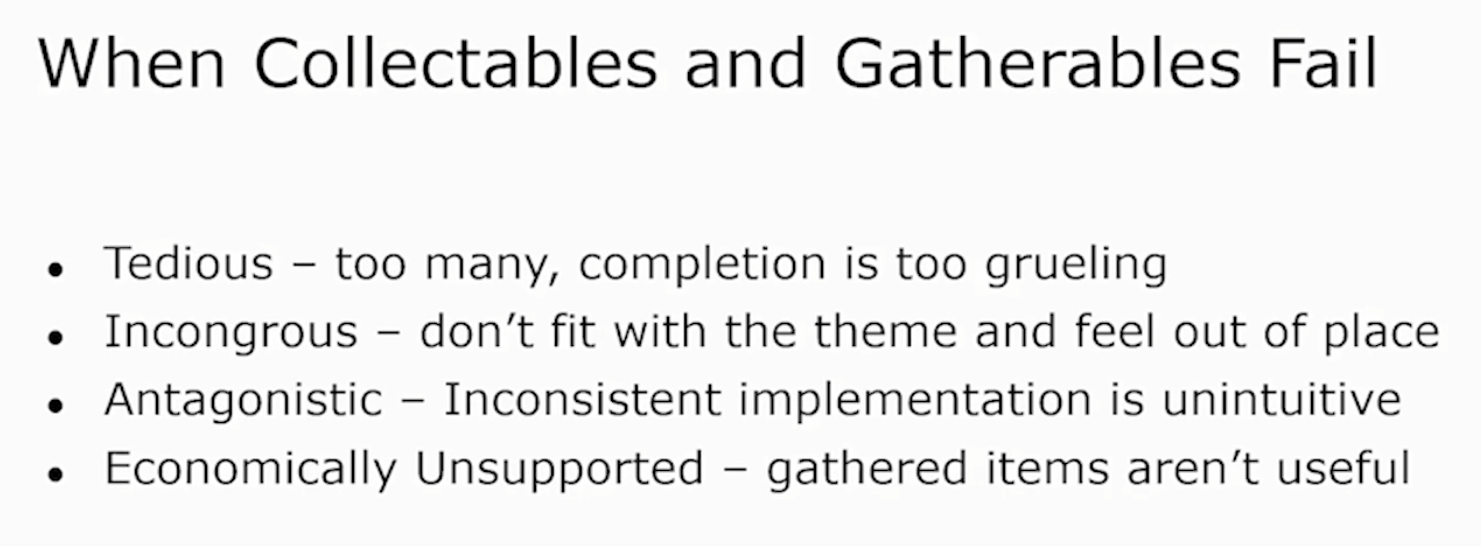 When Collectables and Gatherables Fail
• Tedious – too many, completion is too grueling
• Incongrous – don’t fit with the theme and feel out of place
• Antagonistic – Inconsistent implementation is unintuitive
• Economically Unsupported – gathered items aren’t useful